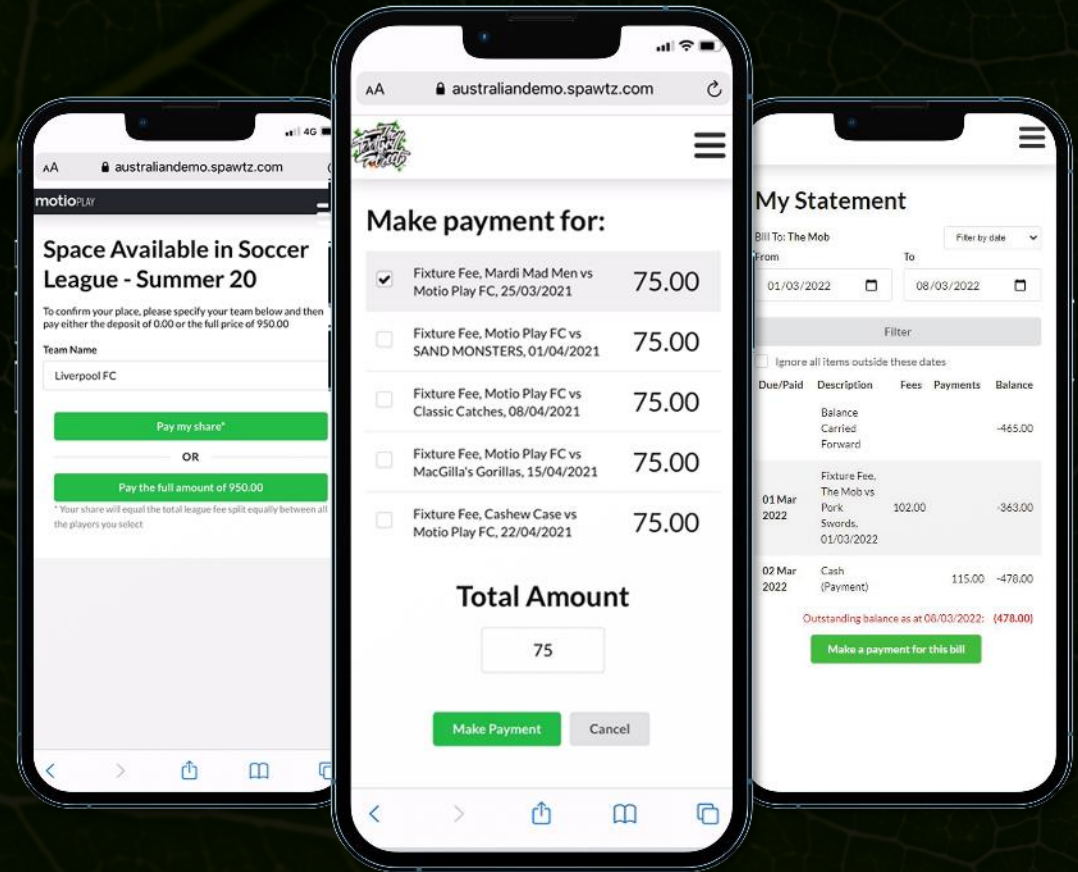 4G
AA australiandemo.spawtz.com
motioPLAY
Space Available in Soccer
League - Summer 20
To confirm your place, please specify your team below and then
pay either the deposit of 0.00 or the full price of 950.00
Team Name
Liverpool FC
Pay my share*
OR
Pay the full amount of 950.00
* Your share will equal the total league fee split equally between all
the players you select
AA australiandemo.spawtz.com
Make payment for:
Fixture Fee, Mardi Mad Men vs
Motio Play FC, 25/03/2021 75.00
Fixture Fee, Motio Play FC vs
SAND MONSTERS, 01/04/2021 75.00
Fixture Fee, Motio Play FC vs
Classic Catches, 08/04/2021 75.00
Fixture Fee, Motio Play FC vs
MacGilla's Gorillas, 15/04/2021 75.00
Fixture Fee, Cashew Case vs
Motio Play FC, 22/04/2021 75.00
Total Amount
75
Make Payment Cancel
My Statement
Bill To: The Mob Filter by date
From To
01/03/2022 08/03/2022
Filter
Ignore all items outside these dates
Due/Paid Description Fees Payments Balance
Balance
Carried
Forward -465.00
Fixture Fee,
The Mob vs
01 Mar 2022 Pork 102.00 -363.00
Swords,
01/03/2022
02 Mar 2022 Cash
(Payment) 115.00 -478.00
Outstanding balance as at 08/03/2022: (478.00)
Make a payment for this bill